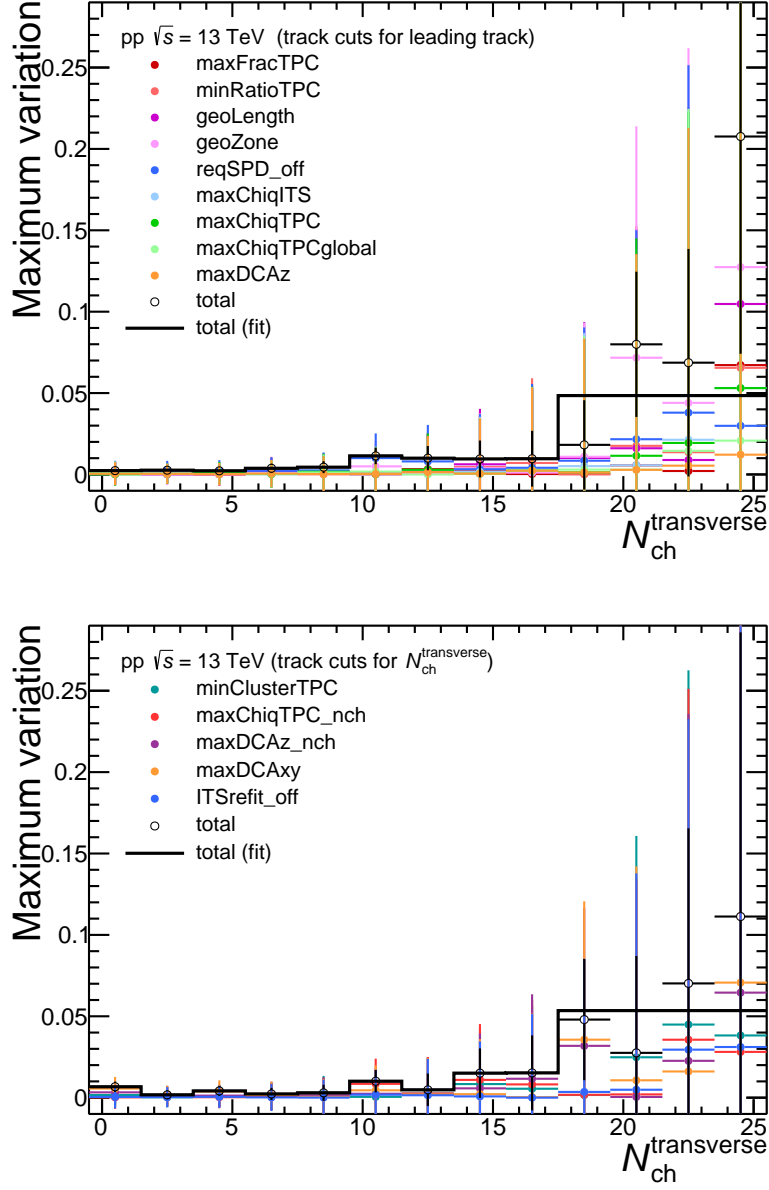 pp √s = 13 TeV (track cuts for leading track)
maxFracTPC
minRatioTPC
geoLength
geoZone
reqSPD_off
maxChiqITS
maxChiqTPC
maxChiqTPCglobal
maxDCAz
total
total (fit)
Maximum variation
0.25
0.2
0.15
0.1
0.05
0
0 5 10 15 20 25
N_ch^transverse
pp √s = 13 TeV (track cuts for N_ch^transverse)
minClusterTPC
maxChiqTPC_nch
maxDCAz_nch
maxDCAxy
ITSrefit_off
total
total (fit)
Maximum variation
0.25
0.2
0.15
0.1
0.05
0
0 5 10 15 20 25
N_ch^transverse